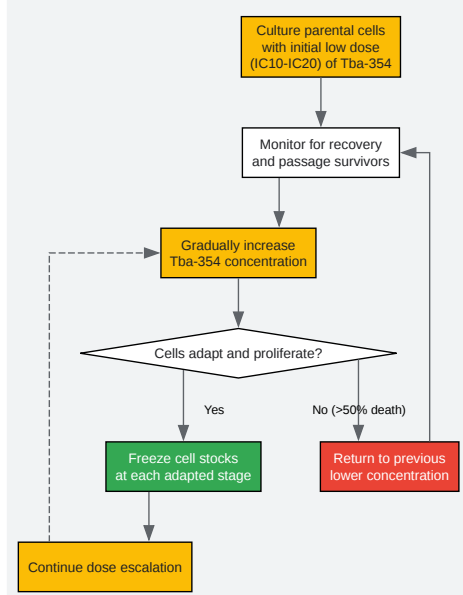 Culture parental cells
with initial low dose
(IC10-IC20) of Tba-354
Monitor for recovery
and passage survivors
Gradually increase
Tba-354 concentration
Cells adapt and proliferate?
Yes
No (>50% death)
Freeze cell stocks
at each adapted stage
Return to previous
lower concentration
Continue dose escalation